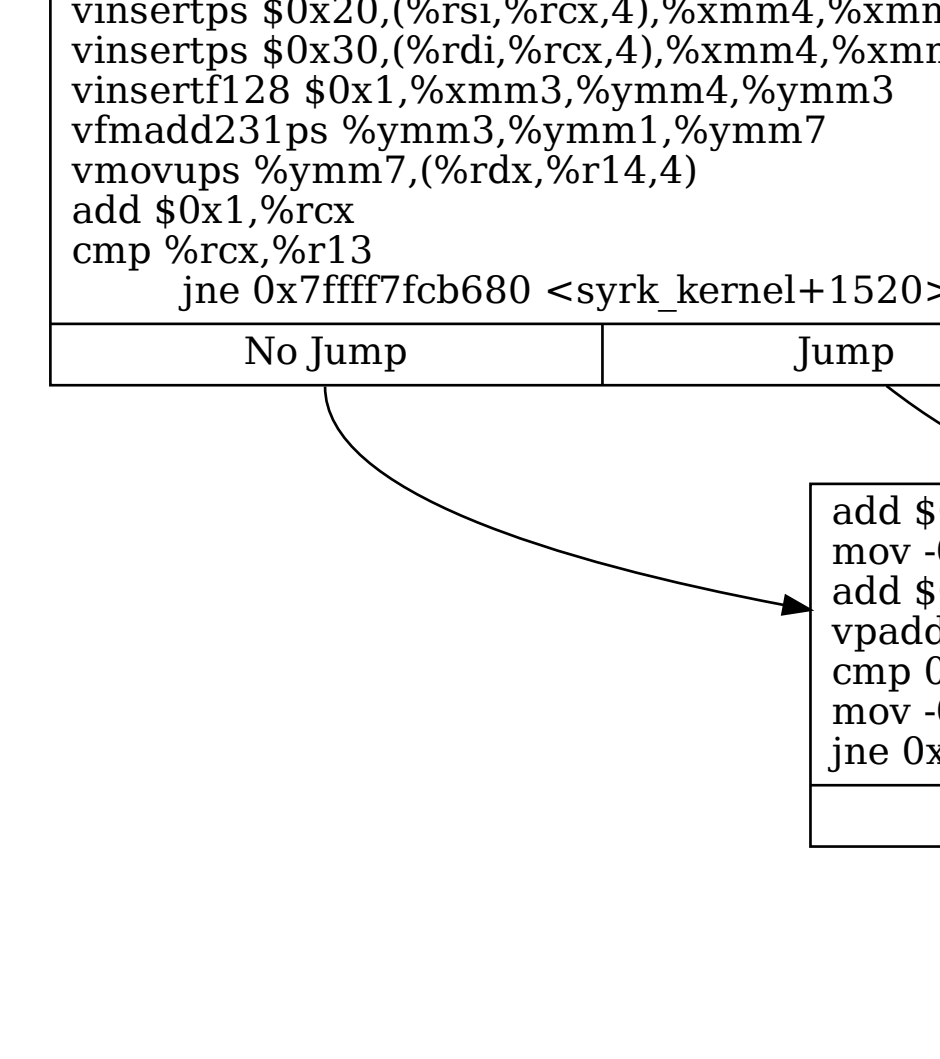 vinsertps $0x20,(%rsi,%rcx,4),%xmm4,
vinsertps $0x30,(%rdi,%rcx,4),%xmm4,
vinsertf128 $0x1,%xmm3,%ymm4,%ymm3
vfmadd231ps %ymm3,%ymm1,%ymm7
vmovups %ymm7,(%rdx,%r14,4)
add $0x1,%rcx
cmp %rcx,%r13
jne 0x7ffff7fcb680 <syrk_kernel+1520>
No Jump
Jump
add $
mov -
add $
vpadd
cmp 0
mov -
jne 0x